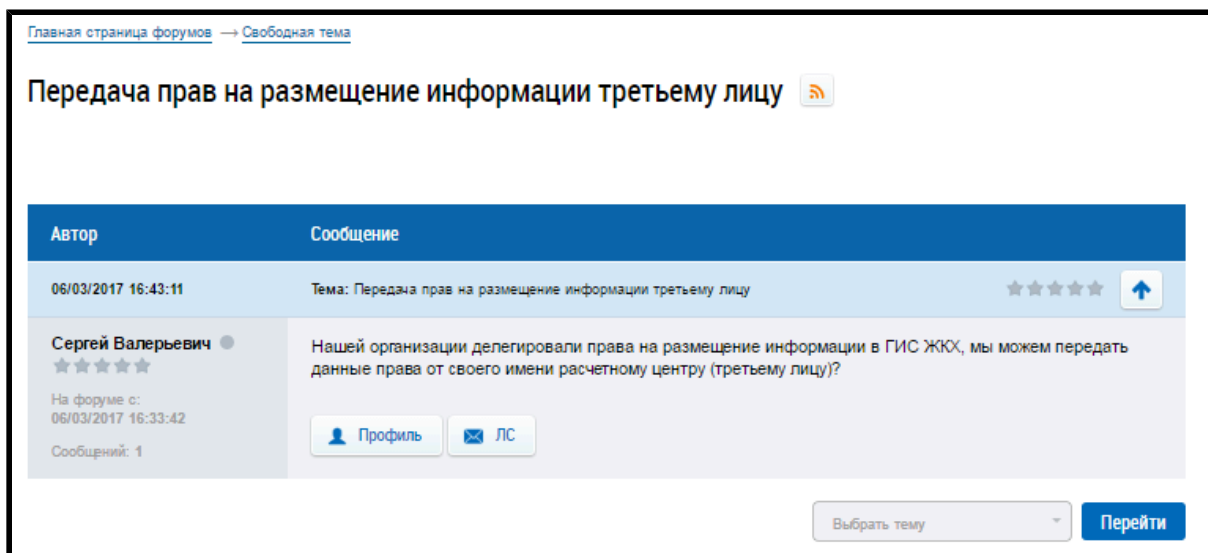 Главная страница форумов → Свободная тема
Передача прав на размещение информации третьему лицу
Автор Сообщение
06/03/2017 16:43:11 Тема: Передача прав на размещение информации третьему лицу
Сергей Валерьевич
Нашей организации делегировали права на размещение информации в ГИС ЖКХ, мы можем передать
данные права от своего имени расчетному центру (третьему лицу)?
На форуме с:
06/03/2017 16:33:42
Сообщений: 1
Профиль ЛС
Выбрать тему Перейти